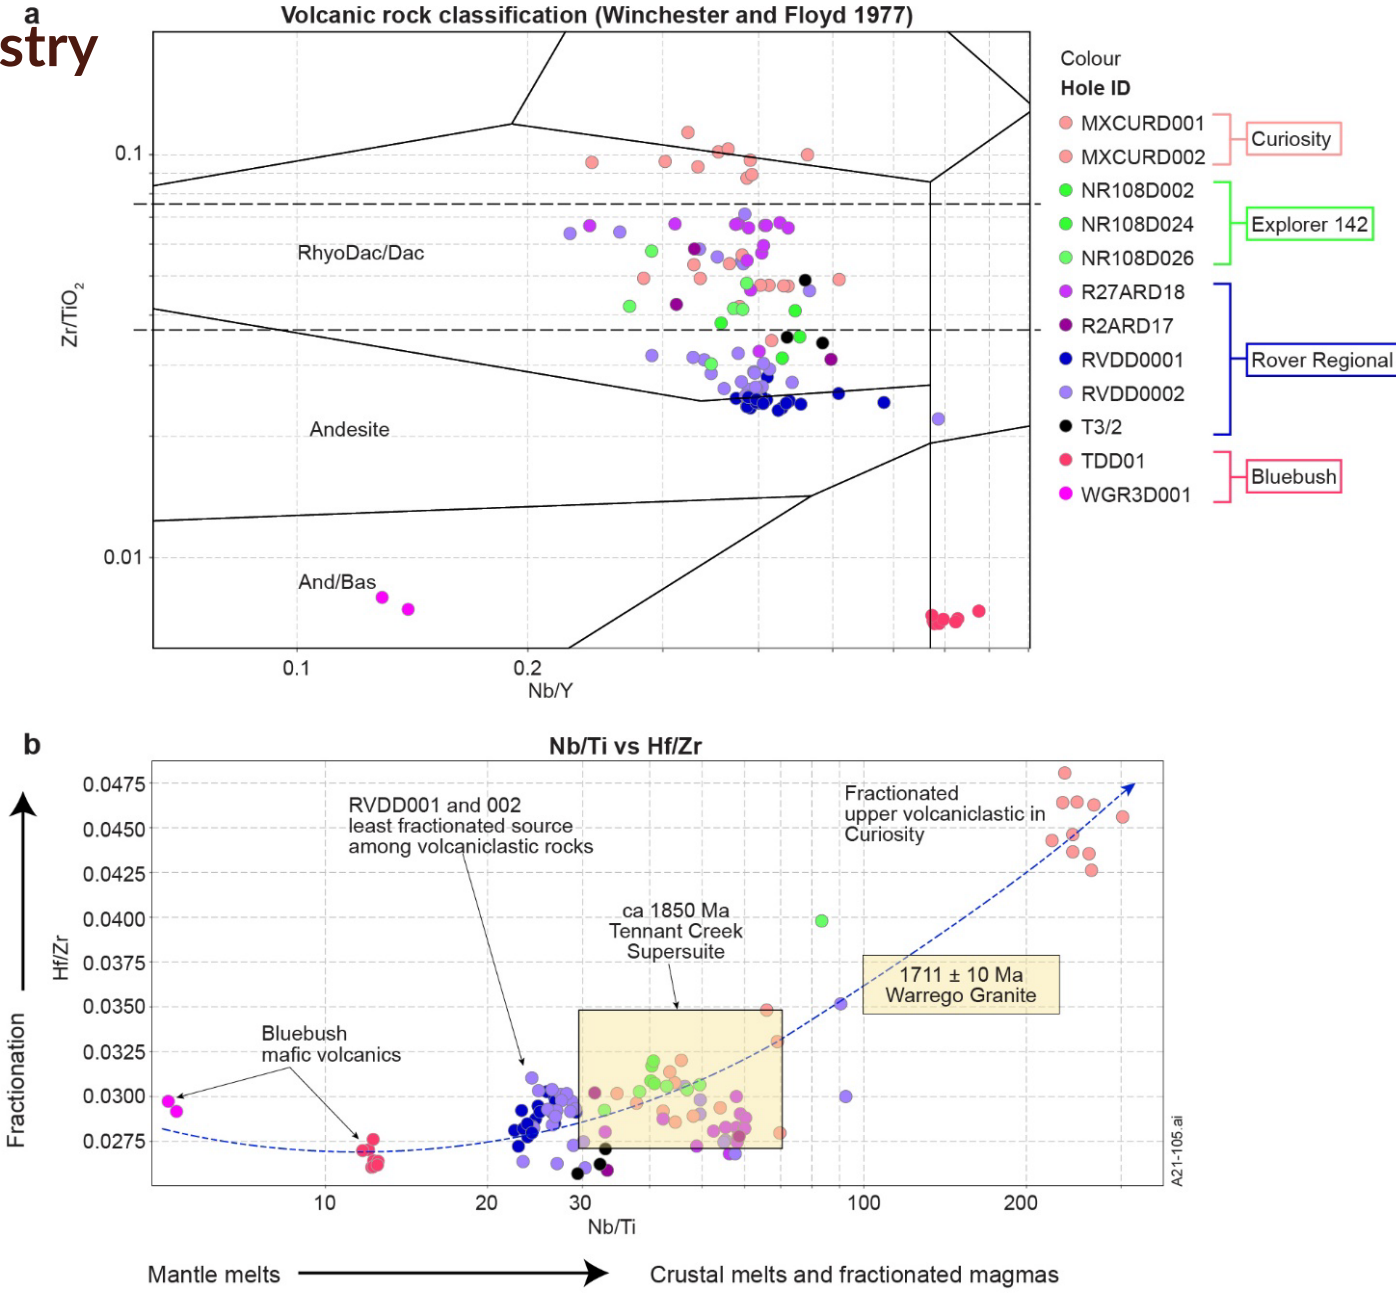 a
Volcanic rock classification (Winchester and Floyd 1977)
stry
0.1
0.01
Zr/TiO2
RhyoDac/Dac
Andesite
And/Bas
0.1
0.2
Nb/Y
Colour
Hole ID
MXCURD001
MXCURD002
Curiosity
NR108D002
NR108D024
NR108D026
Explorer 142
R27ARD18
R2ARD17
RVDD0001
RVDD0002
T3/2
Rover Regional
TDD01
WGR3D001
Bluebush
b
Nb/Ti vs Hf/Zr
Fractionation
Hf/Zr
0.0475
0.0450
0.0425
0.0400
0.0375
0.0350
0.0325
0.0300
0.0275
RVDD001 and 002
least fractionated source
among volcaniclastic rocks
Fractionated
upper volcaniclastic in
Curiosity
ca 1850 Ma
Tennant Creek
Supersuite
1711 ± 10 Ma
Warrego Granite
Bluebush
mafic volcanics
A21-105.ai
10
20
30
100
200
Nb/Ti
Mantle melts
Crustal melts and fractionated magmas